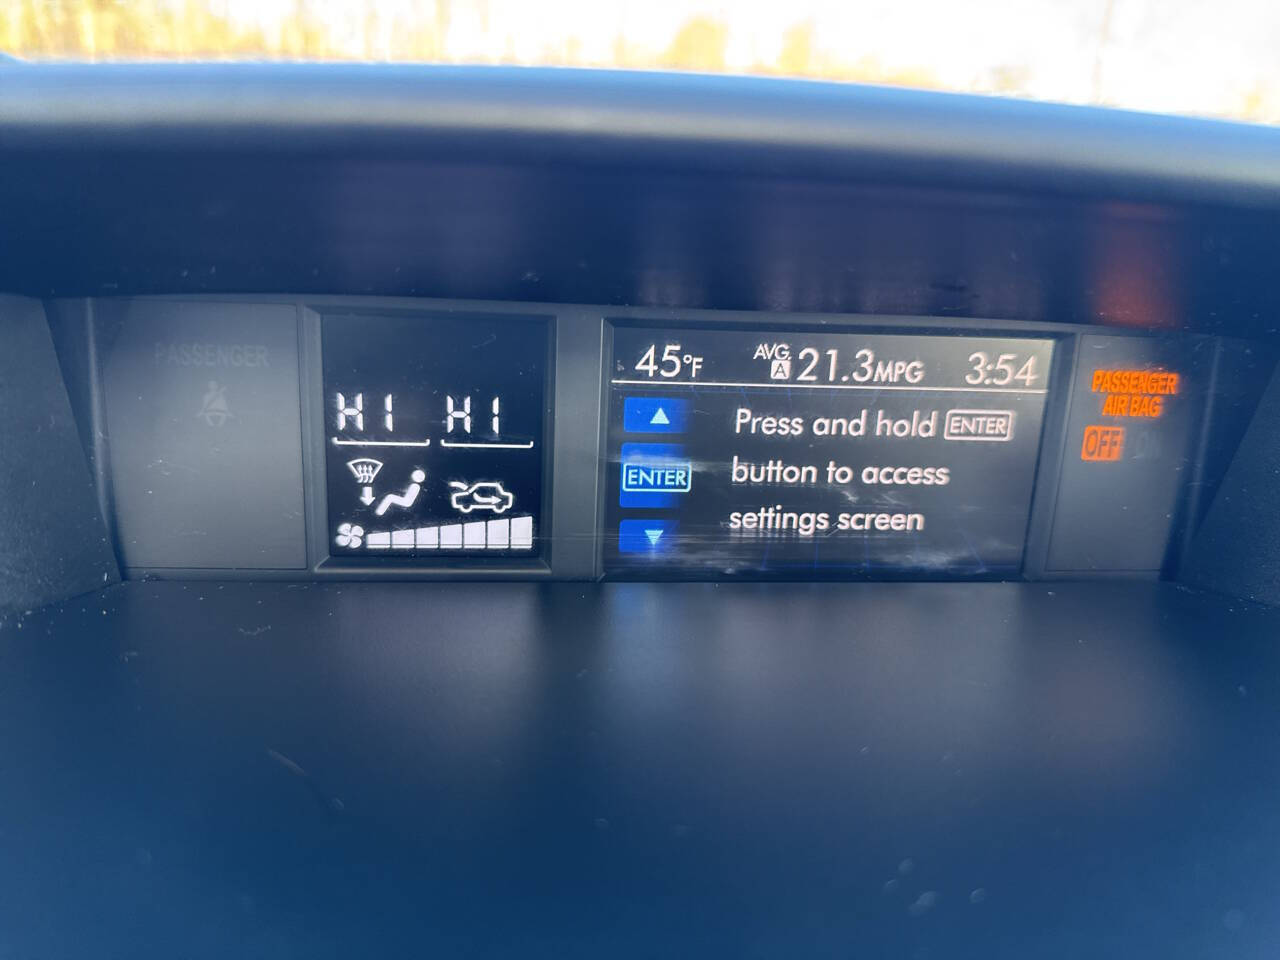 PASSENGER
HI HI
45°F AVG. A 21.3MPG 3:54
Press and hold ENTER
ENTER
button to access
settings screen
PASSENGER
AIR BAG
OFF ON